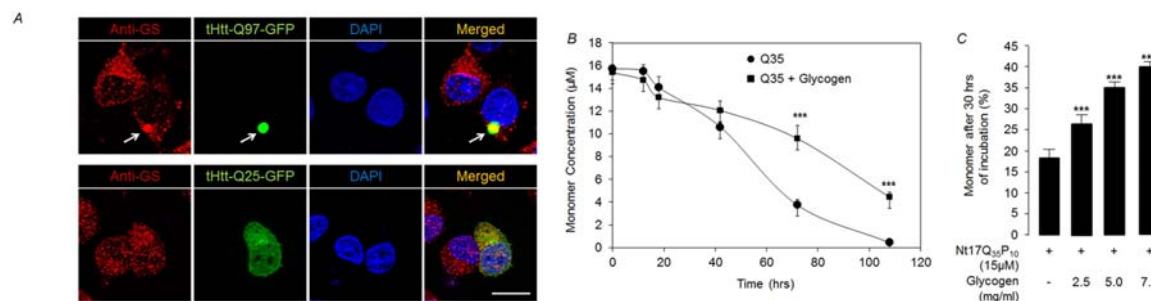 A
Anti-GS tHtt-Q97-GFP DAPI Merged
Anti-GS tHtt-Q25-GFP DAPI Merged
B
Monomer Concentration (µM)
18
16
14
12
10
8
6
4
2
0
Q35
Q35 + Glycogen
***
***
0 20 40 60 80 100 120
Time (hrs)
C
Monomer after 30 hrs
of incubation (%)
45
40
35
30
25
20
15
10
5
0
***
***
**
Nt17Q35P10 + + + +
(15µM)
Glycogen - 2.5 5.0 7.
(mg/ml)